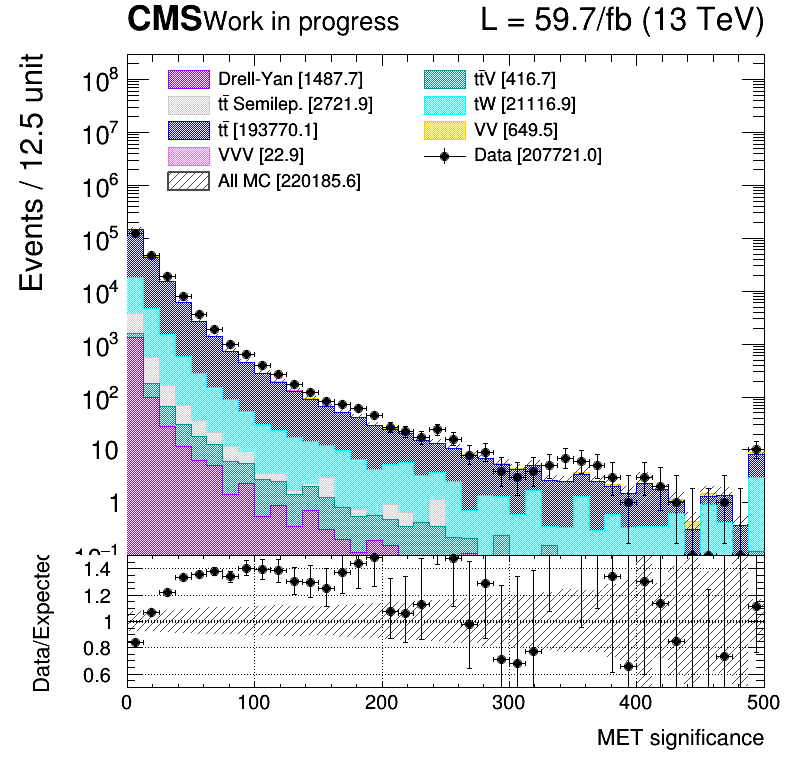 CMS Work in progress L = 59.7/fb (13 TeV)
Events / 12.5 unit
Drell-Yan [1487.7]
tt̄V [416.7]
tt̄ Semilep. [2721.9]
tW [21116.9]
tt̄ [193770.1]
VV [649.5]
VVV [22.9]
Data [207721.0]
All MC [220185.6]
10⁸
10⁷
10⁶
10⁵
10⁴
10³
10²
10
1
10⁻¹
Data/Expected
1.4
1.2
1
0.8
0.6
0 100 200 300 400 500
MET significance